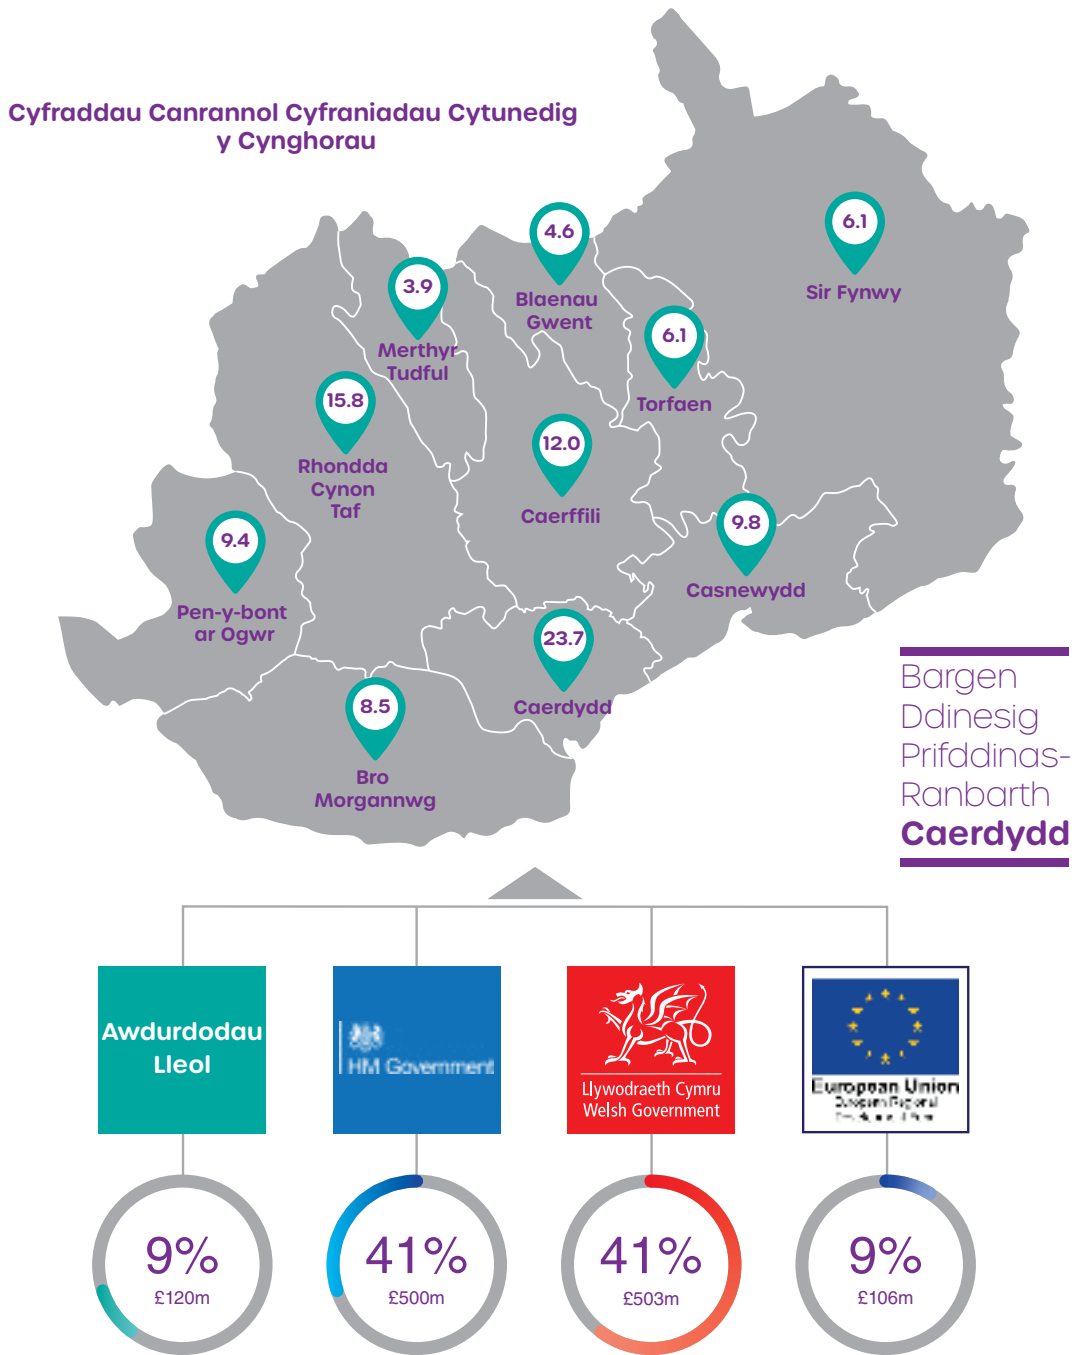 Cyfraddau Canrannol Cyfraniadau Cytunedig
y Cynghorau
6.1
Sir Fynwy
4.6
Blaenau
Gwent
3.9
Merthyr
Tudful
6.1
Torfaen
15.8
Rhondda
Cynon
Taf
12.0
Caerffili
9.8
Casnewydd
9.4
Pen-y-bont
ar Ogwr
23.7
Caerdydd
8.5
Bro
Morgannwg
Bargen
Ddinesig
Prifddinas-
Ranbarth
Caerdydd
Awdurdodau
Lleol
HM Government
Llywodraeth Cymru
Welsh Government
European Union
European Regional
9%
£120m
41%
£500m
41%
£503m
9%
£106m